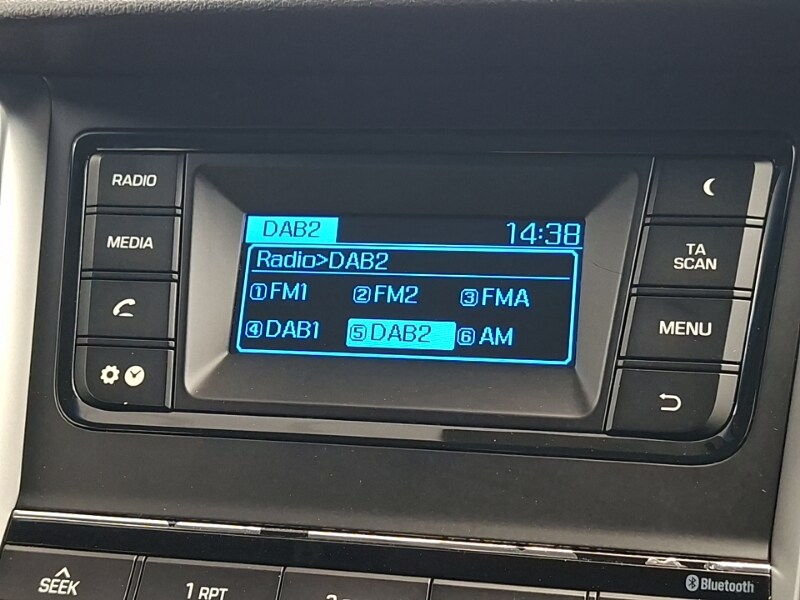 RADIO
MEDIA
DAB2 14:38
Radio>DAB2
①FM1 ②FM2 ③FMA
④DAB1 ⑤DAB2 ⑥AM
TA
SCAN
MENU
SEEK
1 RPT
Bluetooth